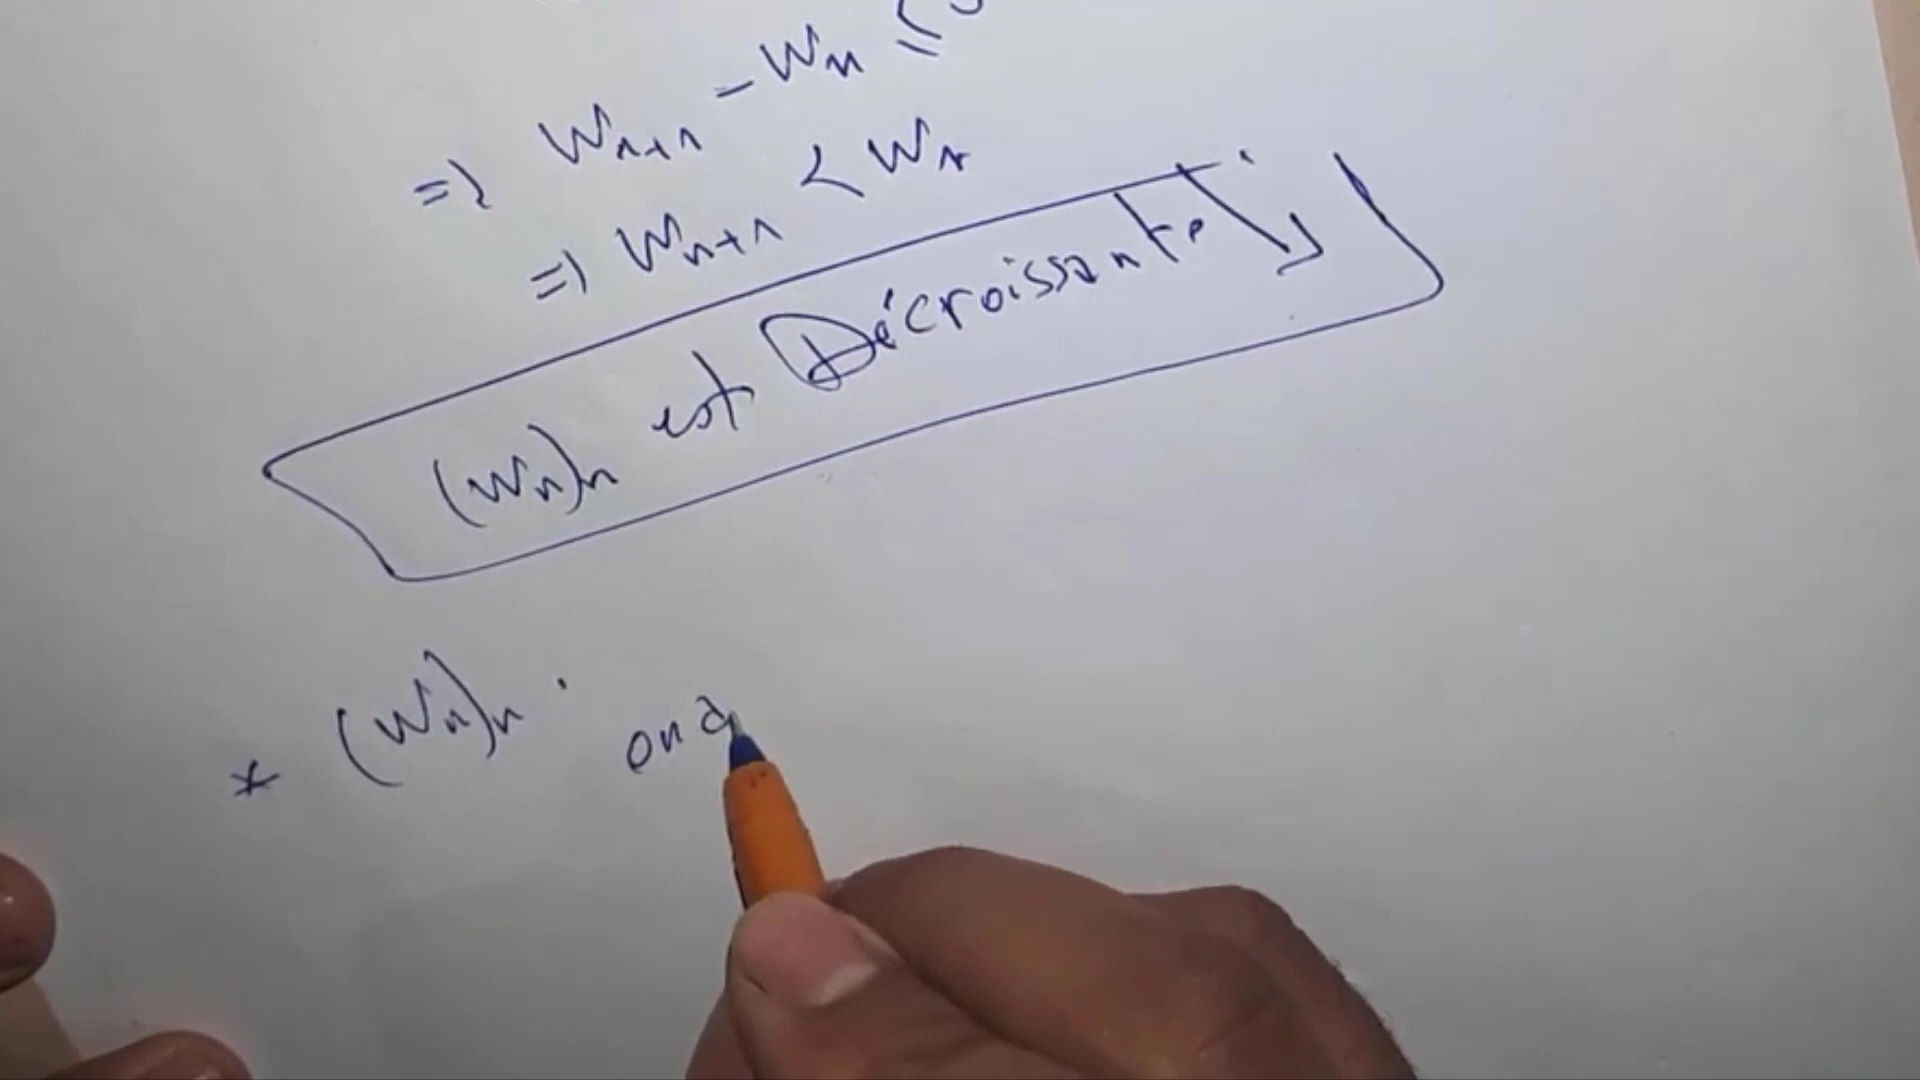 => Wn+1 - Wn ≤
=> Wn+1 < Wn
(Wn)n est Décroissante ↘
* (Wn)n . on a